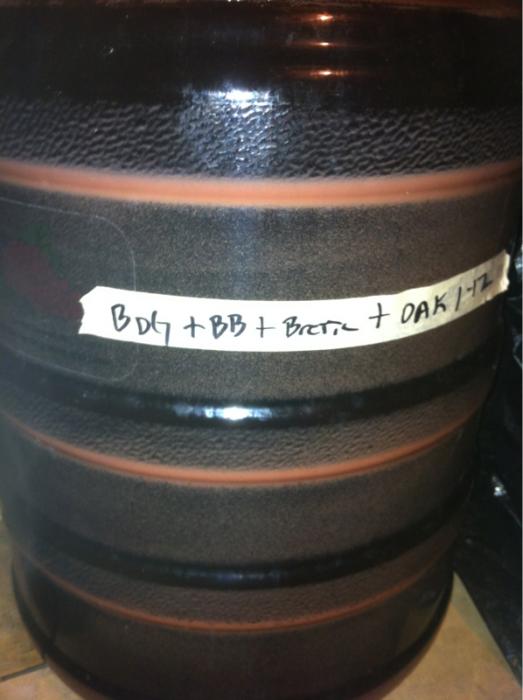 BDG + BB + Brett + OAK 1-12